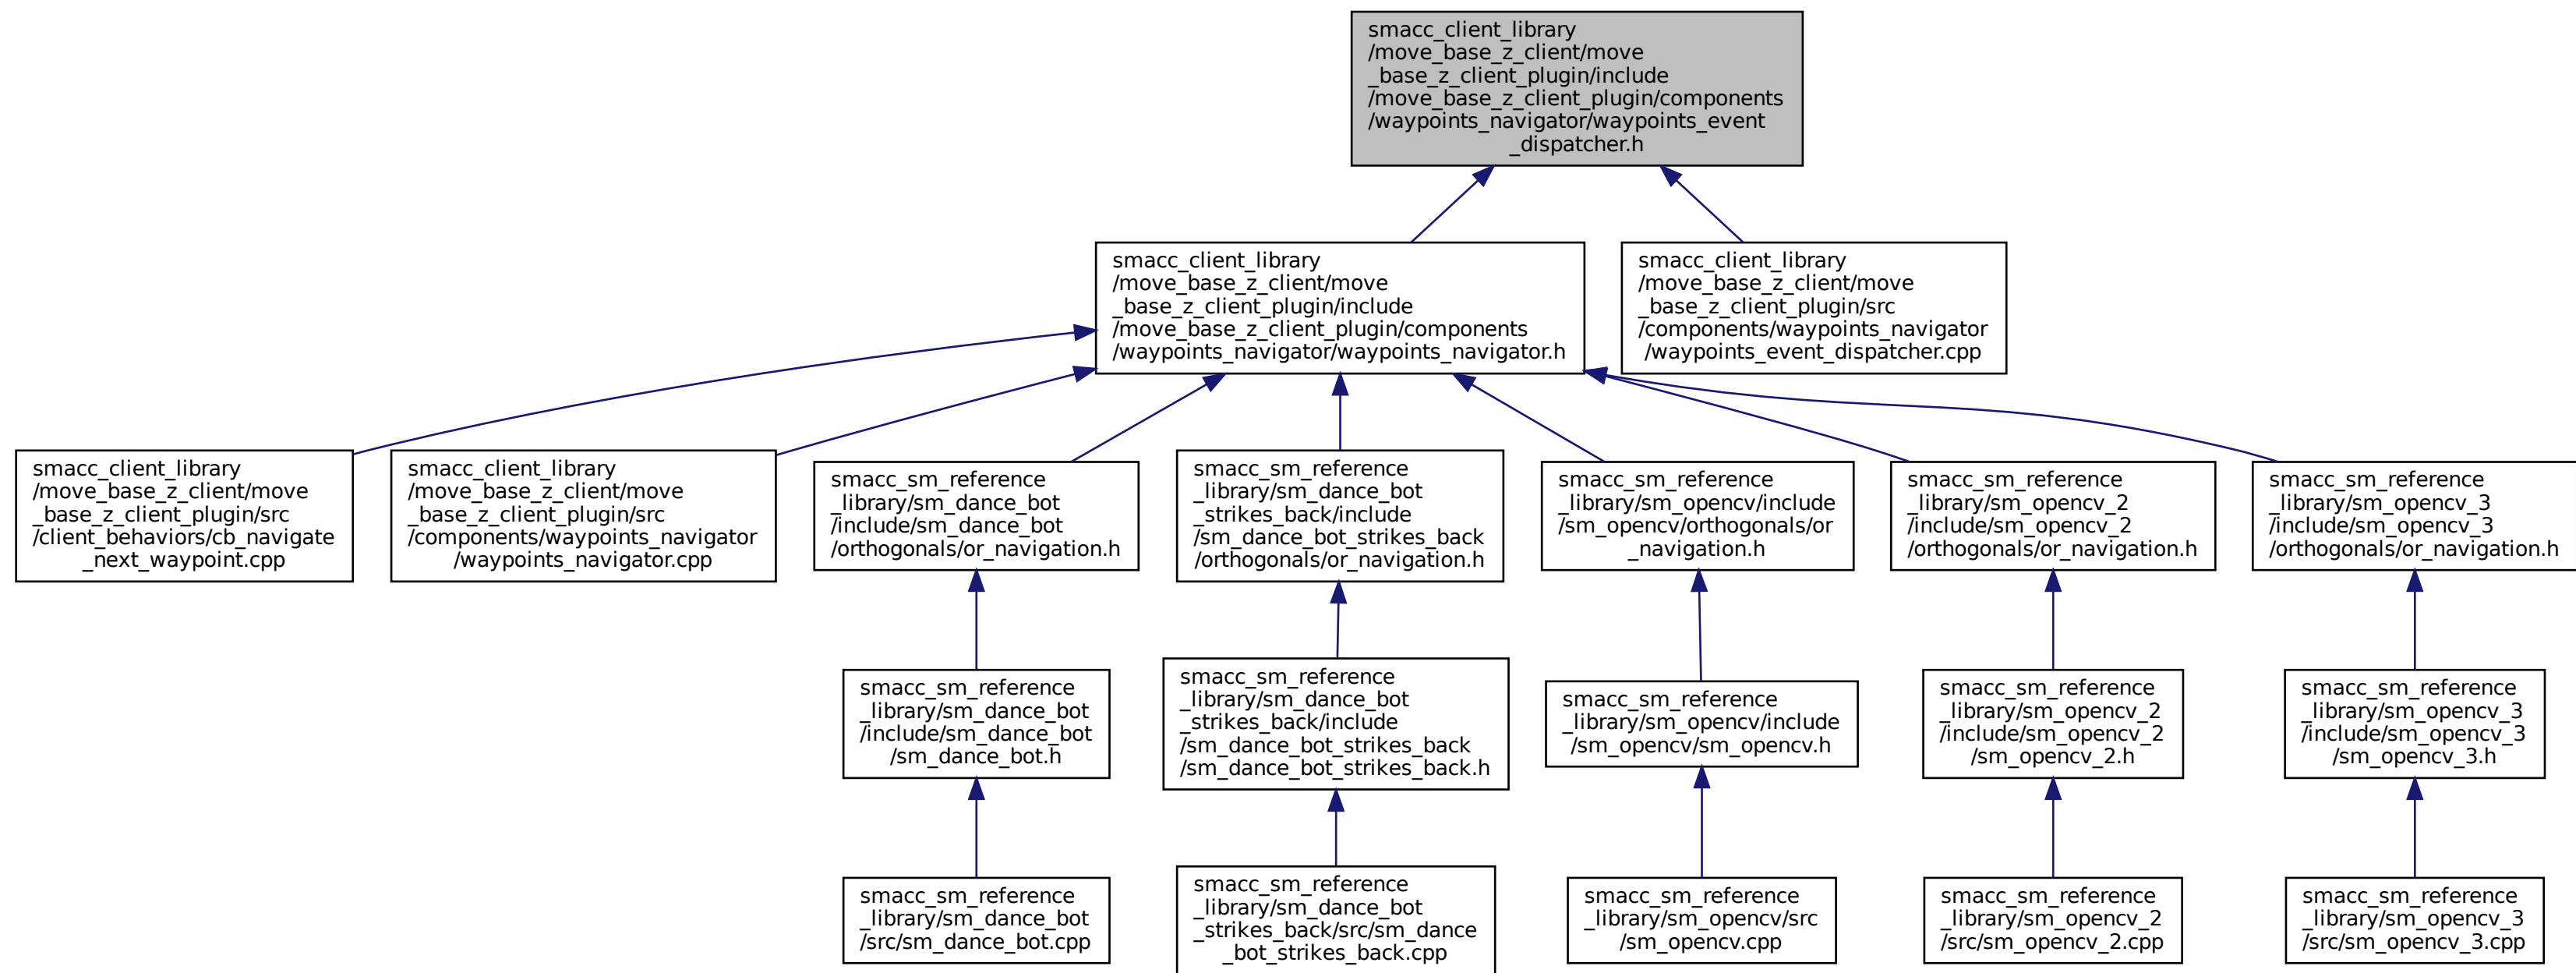 smacc_client_library
/move_base_z_client/move
_base_z_client_plugin/include
/move_base_z_client_plugin/components
/waypoints_navigator/waypoints_event
_dispatcher.h
smacc_client_library
/move_base_z_client/move
_base_z_client_plugin/include
/move_base_z_client_plugin/components
/waypoints_navigator/waypoints_navigator.h
smacc_client_library
/move_base_z_client/move
_base_z_client_plugin/src
/components/waypoints_navigator
/waypoints_event_dispatcher.cpp
smacc_client_library
/move_base_z_client/move
_base_z_client_plugin/src
/client_behaviors/cb_navigate
_next_waypoint.cpp
smacc_client_library
/move_base_z_client/move
_base_z_client_plugin/src
/components/waypoints_navigator
/waypoints_navigator.cpp
smacc_sm_reference
_library/sm_dance_bot
/include/sm_dance_bot
/orthogonals/or_navigation.h
smacc_sm_reference
_library/sm_dance_bot
_strikes_back/include
/sm_dance_bot_strikes_back
/orthogonals/or_navigation.h
smacc_sm_reference
_library/sm_opencv/include
/sm_opencv/orthogonals/or
_navigation.h
smacc_sm_reference
_library/sm_opencv_2
/include/sm_opencv_2
/orthogonals/or_navigation.h
smacc_sm_reference
_library/sm_opencv_3
/include/sm_opencv_3
/orthogonals/or_navigation.h
smacc_sm_reference
_library/sm_dance_bot
/include/sm_dance_bot
/sm_dance_bot.h
smacc_sm_reference
_library/sm_dance_bot
_strikes_back/include
/sm_dance_bot_strikes_back
/sm_dance_bot_strikes_back.h
smacc_sm_reference
_library/sm_opencv/include
/sm_opencv/sm_opencv.h
smacc_sm_reference
_library/sm_opencv_2
/include/sm_opencv_2
/sm_opencv_2.h
smacc_sm_reference
_library/sm_opencv_3
/include/sm_opencv_3
/sm_opencv_3.h
smacc_sm_reference
_library/sm_dance_bot
/src/sm_dance_bot.cpp
smacc_sm_reference
_library/sm_dance_bot
_strikes_back/src/sm_dance
_bot_strikes_back.cpp
smacc_sm_reference
_library/sm_opencv/src
/sm_opencv.cpp
smacc_sm_reference
_library/sm_opencv_2
/src/sm_opencv_2.cpp
smacc_sm_reference
_library/sm_opencv_3
/src/sm_opencv_3.cpp